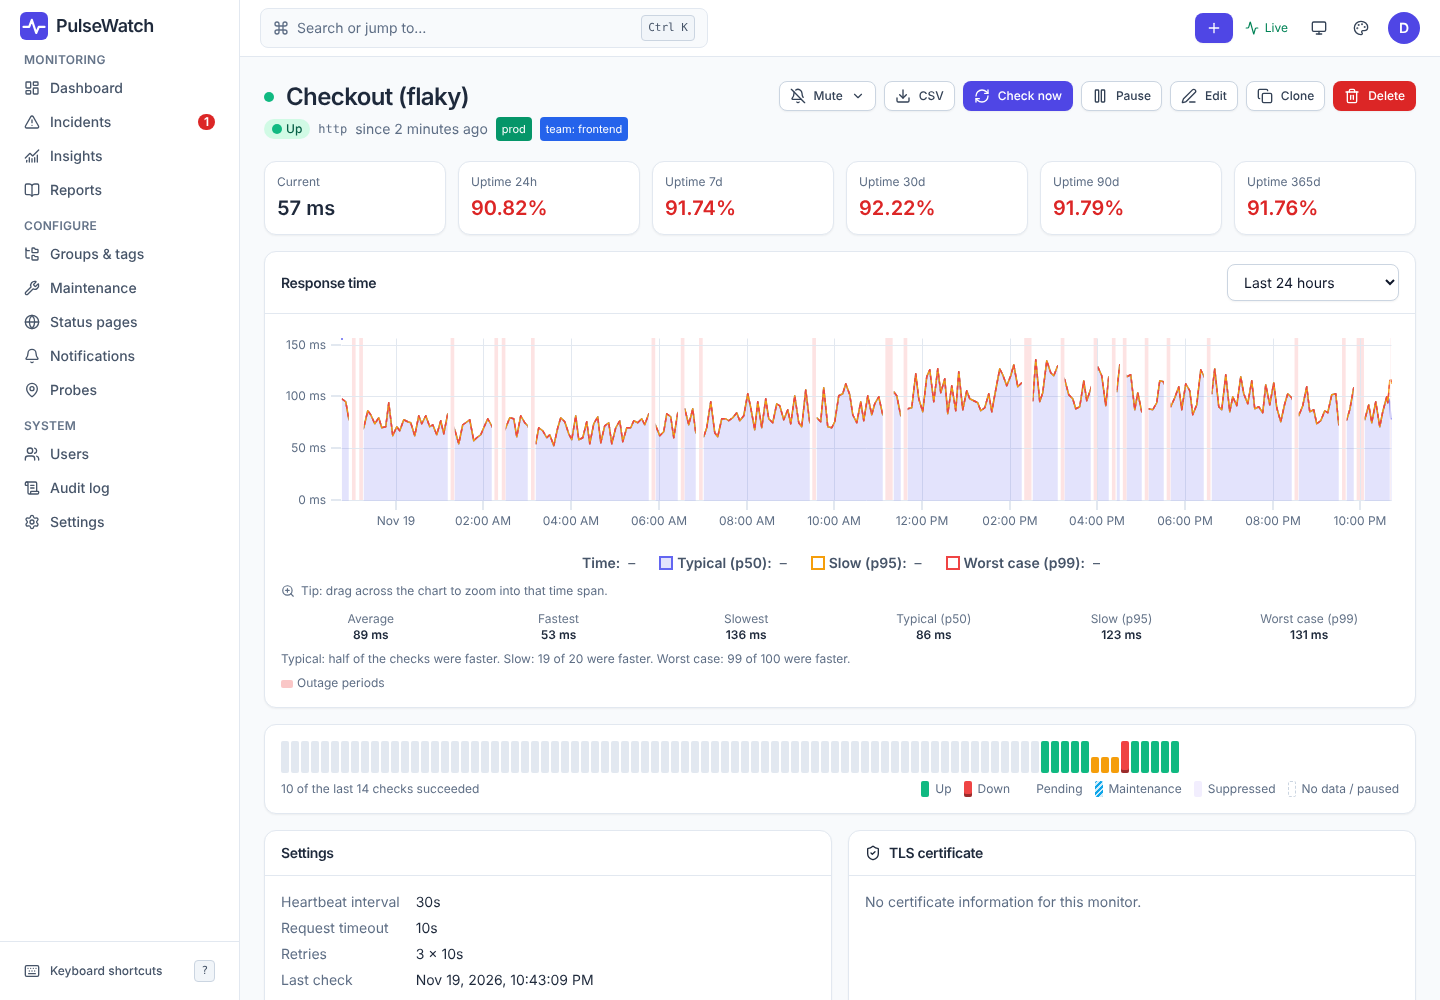 PulseWatch
Search or jump to...
Ctrl K
Live
D
MONITORING
Dashboard
Incidents
1
Insights
Reports
CONFIGURE
Groups & tags
Maintenance
Status pages
Notifications
Probes
SYSTEM
Users
Audit log
Settings
Keyboard shortcuts
?
Checkout (flaky)
Mute
CSV
Check now
Pause
Edit
Clone
Delete
Up http since 2 minutes ago prod team: frontend
Current
57 ms
Uptime 24h
90.82%
Uptime 7d
91.74%
Uptime 30d
92.22%
Uptime 90d
91.79%
Uptime 365d
91.76%
Response time
Last 24 hours
150 ms
100 ms
50 ms
0 ms
Nov 19 02:00 AM 04:00 AM 06:00 AM 08:00 AM 10:00 AM 12:00 PM 02:00 PM 04:00 PM 06:00 PM 08:00 PM 10:00 PM
Time: – Typical (p50): – Slow (p95): – Worst case (p99): –
Tip: drag across the chart to zoom into that time span.
Average
89 ms
Fastest
53 ms
Slowest
136 ms
Typical (p50)
86 ms
Slow (p95)
123 ms
Worst case (p99)
131 ms
Typical: half of the checks were faster. Slow: 19 of 20 were faster. Worst case: 99 of 100 were faster.
Outage periods
10 of the last 14 checks succeeded
Up Down Pending Maintenance Suppressed No data / paused
Settings
Heartbeat interval 30s
Request timeout 10s
Retries 3 × 10s
Last check Nov 19, 2026, 10:43:09 PM
TLS certificate
No certificate information for this monitor.